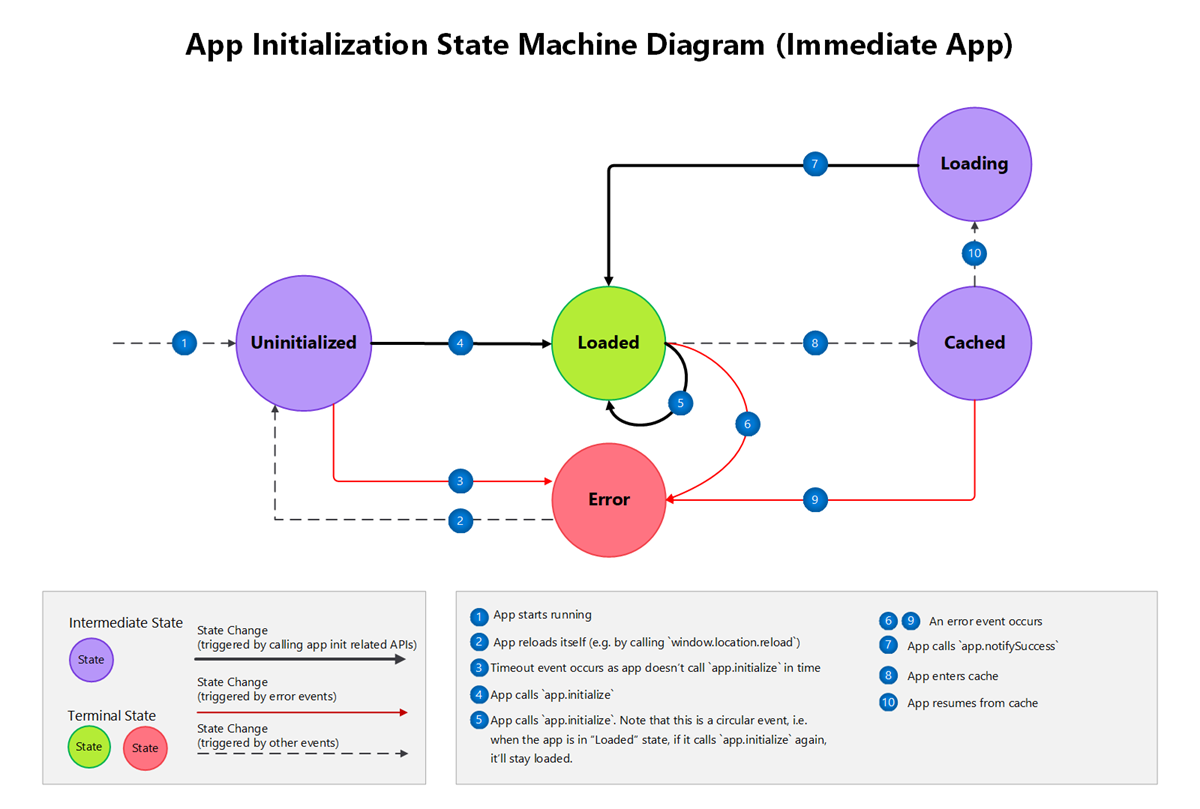 App Initialization State Machine Diagram (Immediate App)
Loading
7
10
Uninitialized
Loaded
Cached
1
4
8
5
6
Error
3
9
2
Intermediate State
State
Terminal State
State
State
State Change
(triggered by calling app init related APIs)
State Change
(triggered by error events)
State Change
(triggered by other events)
1 App starts running
2 App reloads itself (e.g. by calling `window.location.reload`)
3 Timeout event occurs as app doesn’t call `app.initialize` in time
4 App calls `app.initialize`
5 App calls `app.initialize`. Note that this is a circular event, i.e.
when the app is in “Loaded” state, if it calls `app.initialize` again,
it’ll stay loaded.
6 9 An error event occurs
7 App calls `app.notifySuccess`
8 App enters cache
10 App resumes from cache